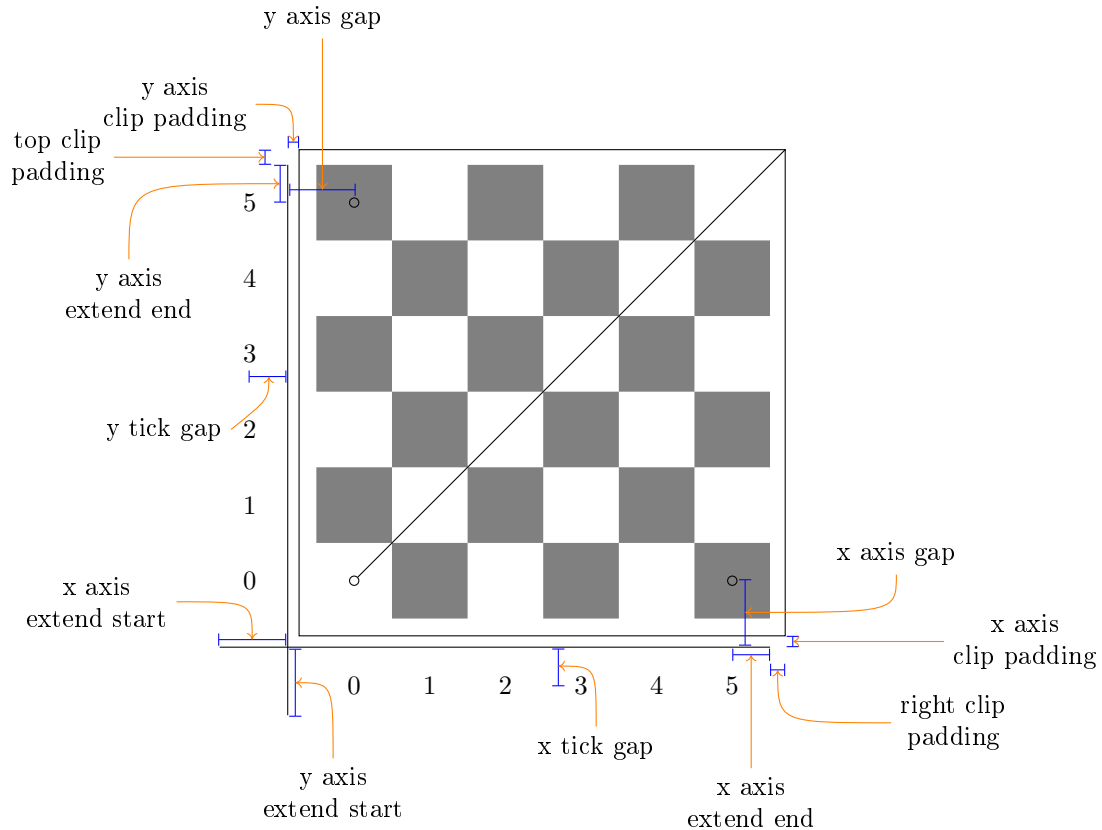 y axis gap
y axis
clip padding
top clip
padding
5
y axis
extend end
4
3
y tick gap
2
1
x axis gap
0
x axis
extend start
x axis
clip padding
0
1
2
3
4
5
right clip
padding
x tick gap
y axis
extend start
x axis
extend end